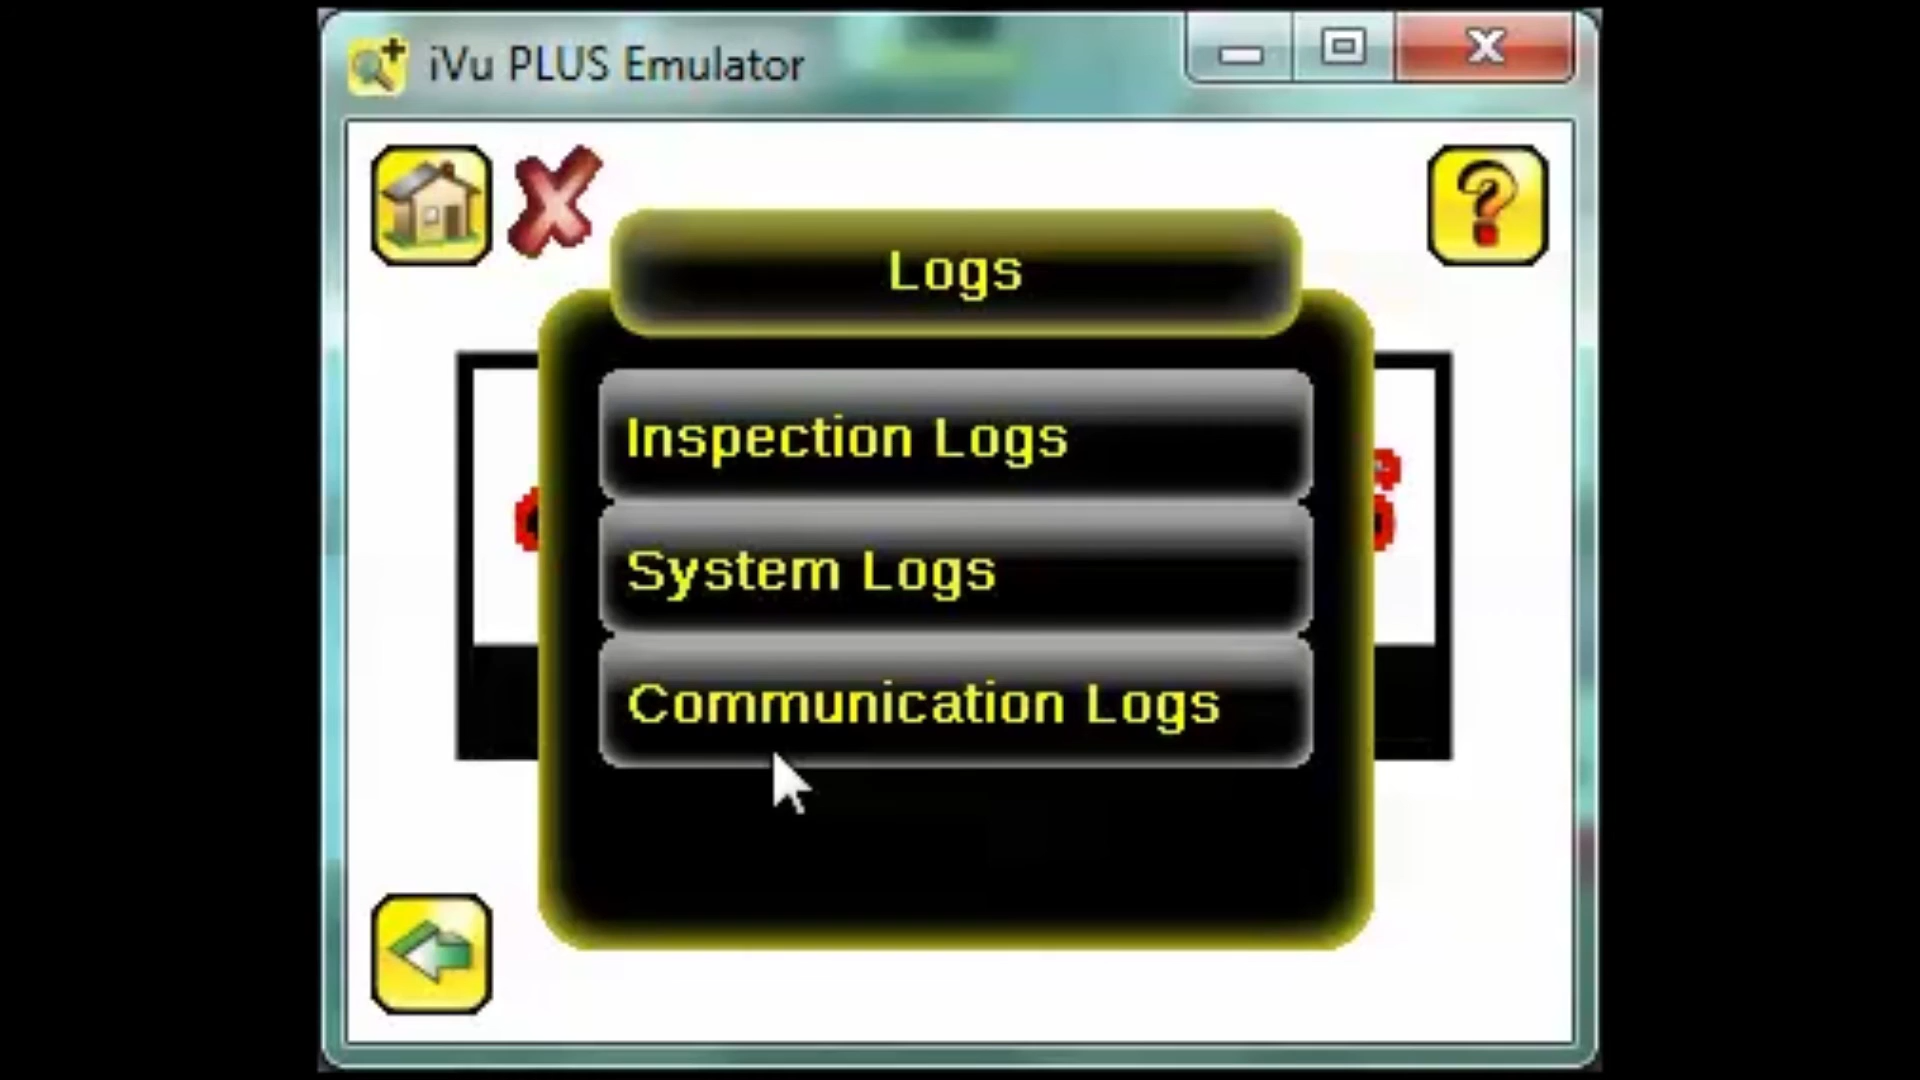 iVu PLUS Emulator
Logs
Inspection Logs
System Logs
Communication Logs